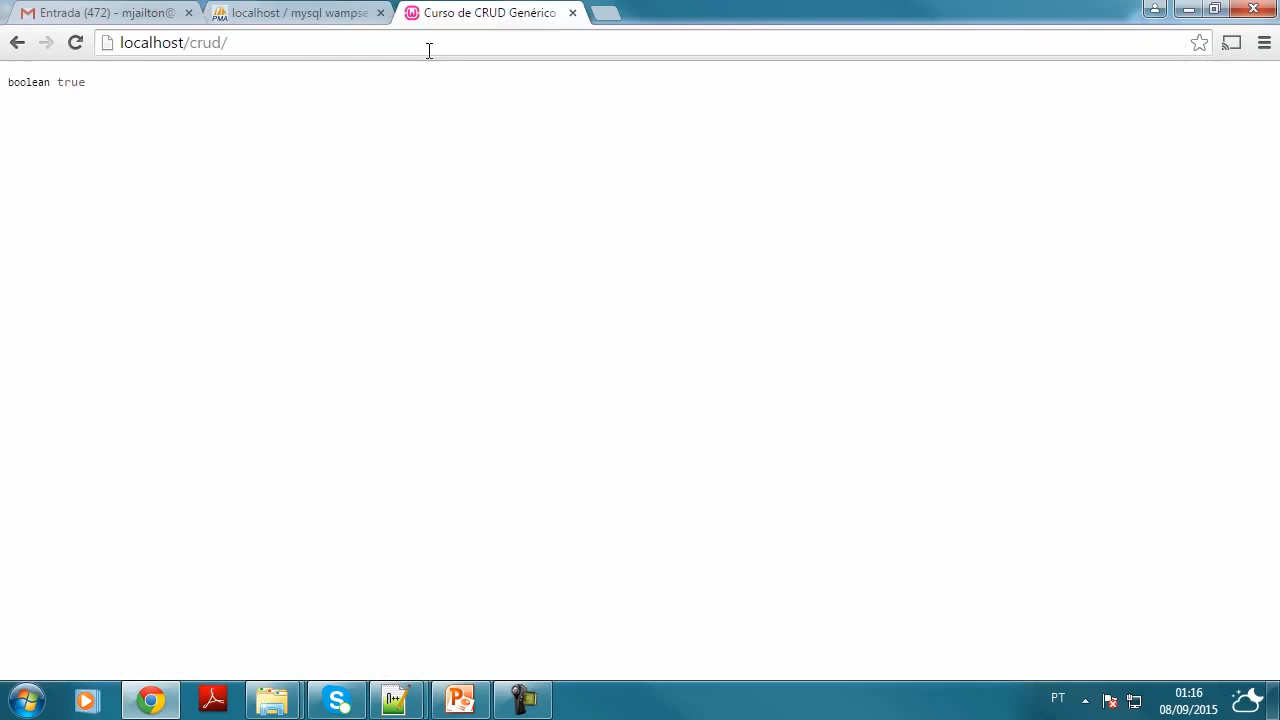 Entrada (472) - mjailton@
localhost / mysql wampse
Curso de CRUD Genérico
localhost/crud/
boolean true
PT
01:16
08/09/2015